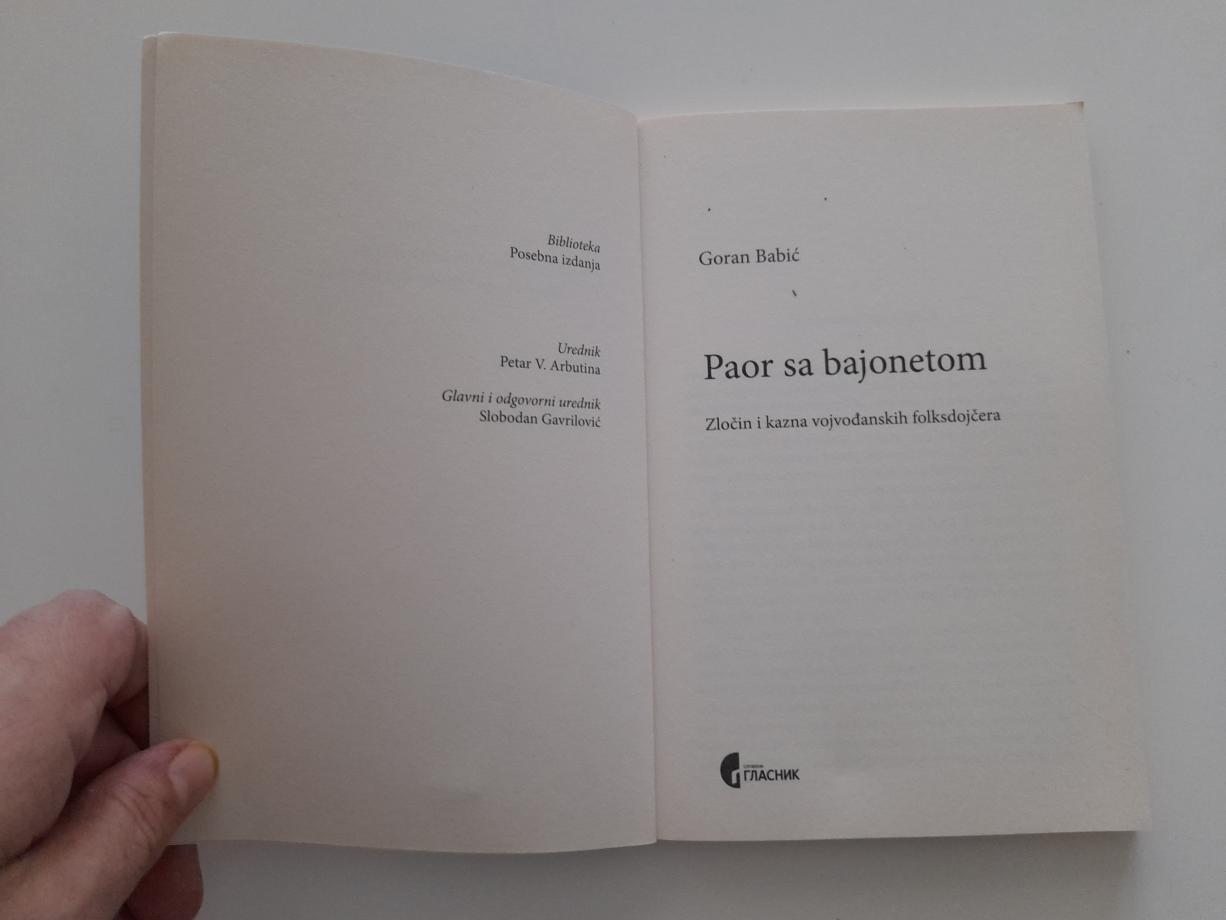 Biblioteka
Posebna izdanja
Urednik
Petar V. Arbutina
Glavni i odgovorni urednik
Slobodan Gavrilović
Goran Babić
Paor sa bajonetom
Zločin i kazna vojvođanskih folksdojčera
СЛУЖБЕНИ
ГЛАСНИК